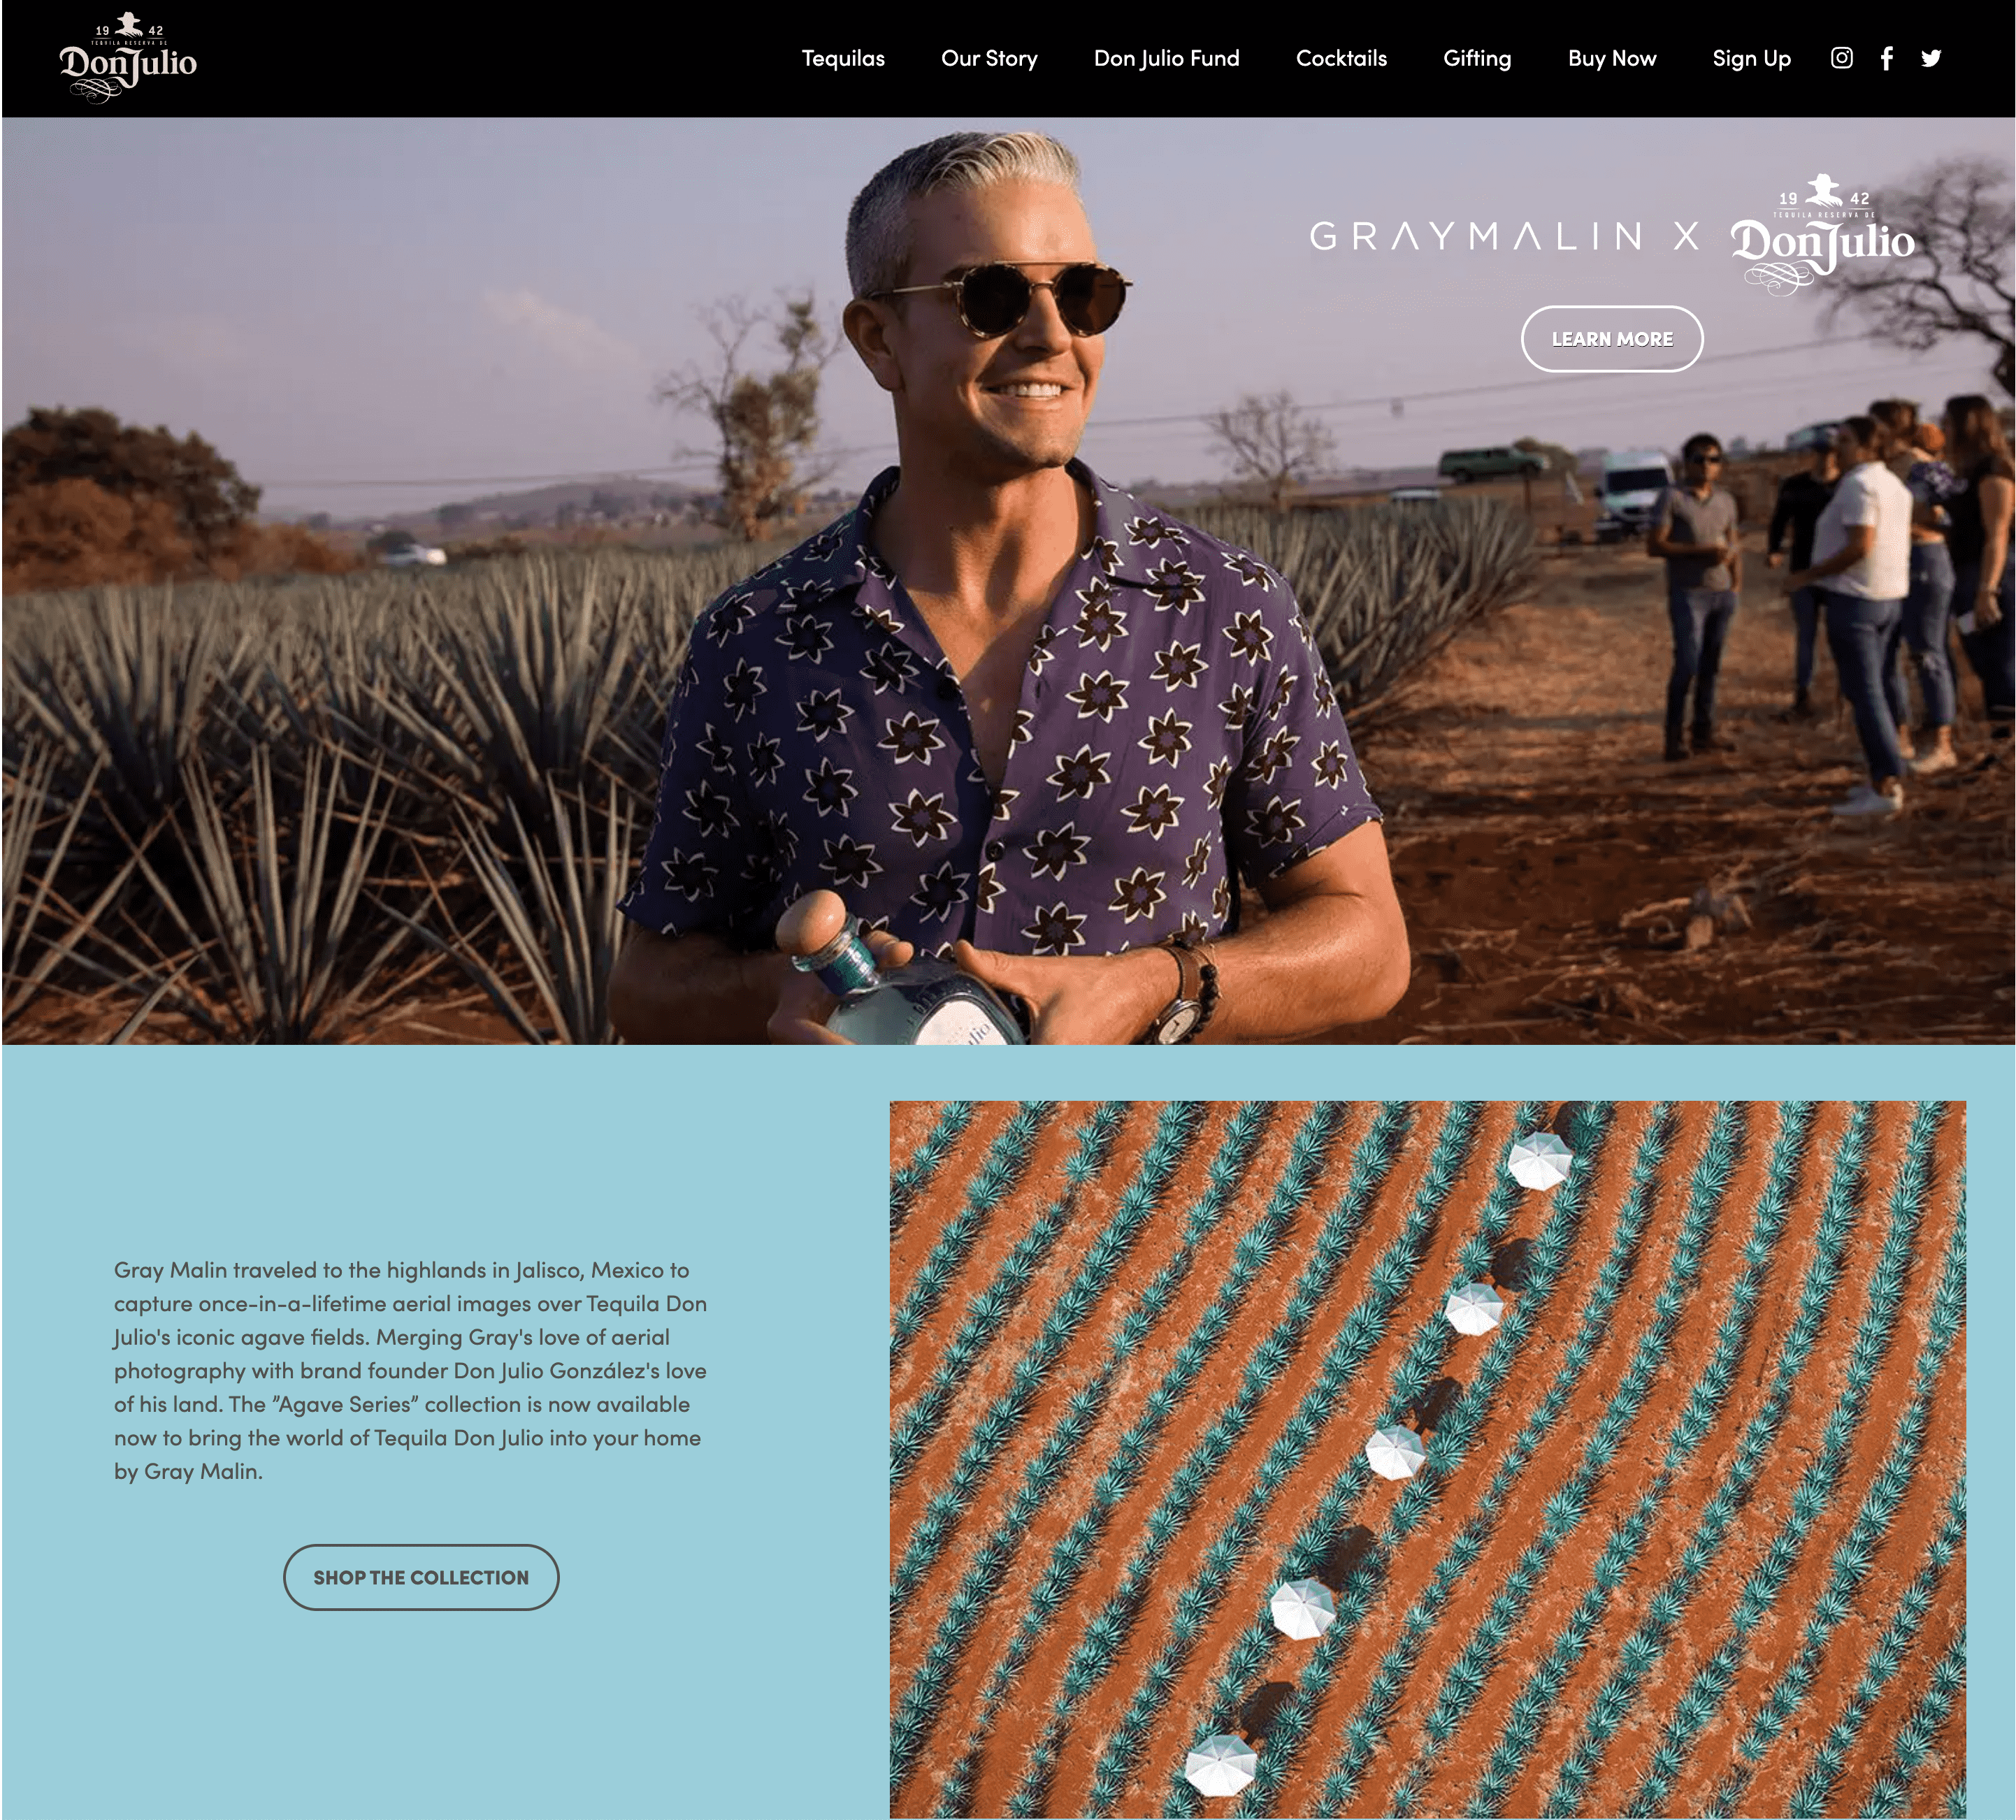 19 42
TEQUILA RESERVA DE
Don Julio
Tequilas Our Story Don Julio Fund Cocktails Gifting Buy Now Sign Up
GRAYMALIN X
19 42
TEQUILA RESERVA DE
Don Julio
LEARN MORE
lio
Gray Malin traveled to the highlands in Jalisco, Mexico to
capture once-in-a-lifetime aerial images over Tequila Don
Julio's iconic agave fields. Merging Gray's love of aerial
photography with brand founder Don Julio González's love
of his land. The ”Agave Series” collection is now available
now to bring the world of Tequila Don Julio into your home
by Gray Malin.
SHOP THE COLLECTION